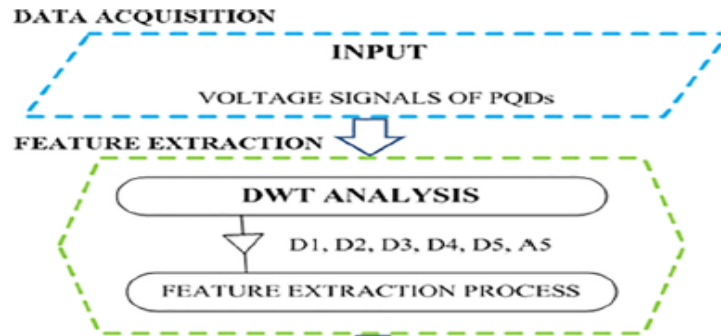 DATA ACQUISITION
INPUT
VOLTAGE SIGNALS OF PQDs
FEATURE EXTRACTION
DWT ANALYSIS
D1, D2, D3, D4, D5, A5
FEATURE EXTRACTION PROCESS